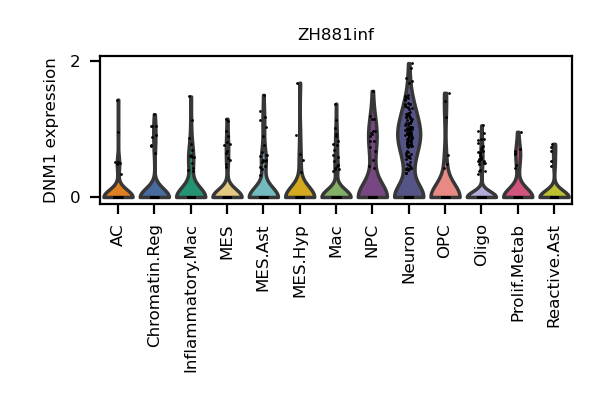 ZH881inf
DNM1 expression
2
0
AC
Chromatin.Reg
Inflammatory.Mac
MES
MES.Ast
MES.Hyp
Mac
NPC
Neuron
OPC
Oligo
Prolif.Metab
Reactive.Ast